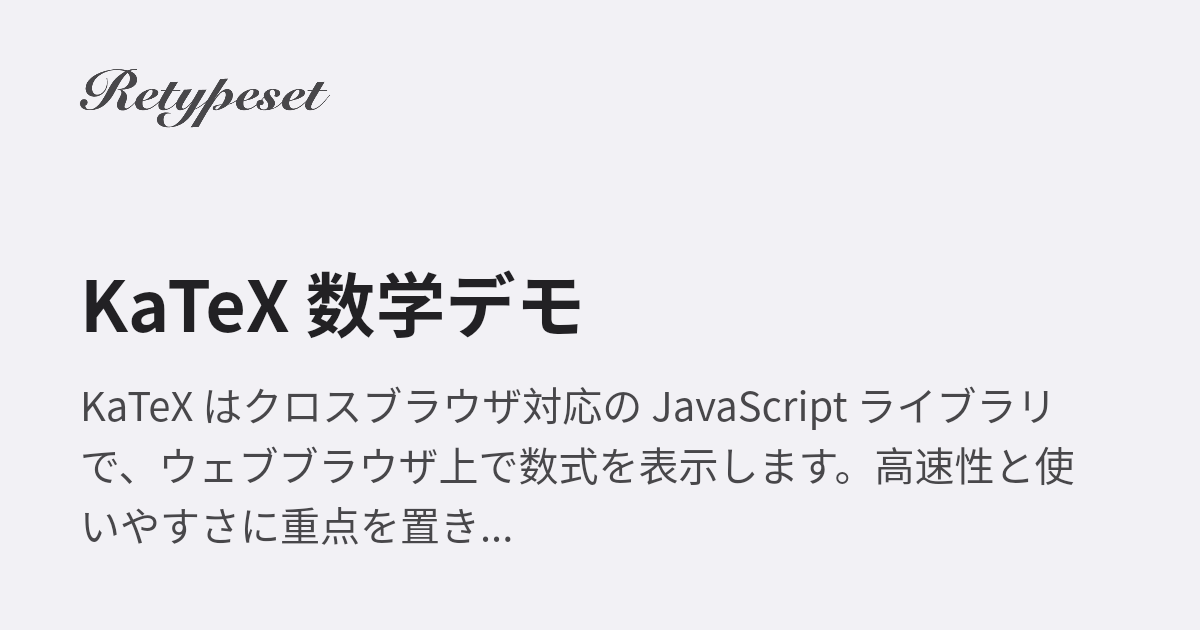 Retypeset
KaTeX 数学デモ
KaTeX はクロスブラウザ対応の JavaScript ライブラリ
で、ウェブブラウザ上で数式を表示します。高速性と使
いやすさに重点を置き...